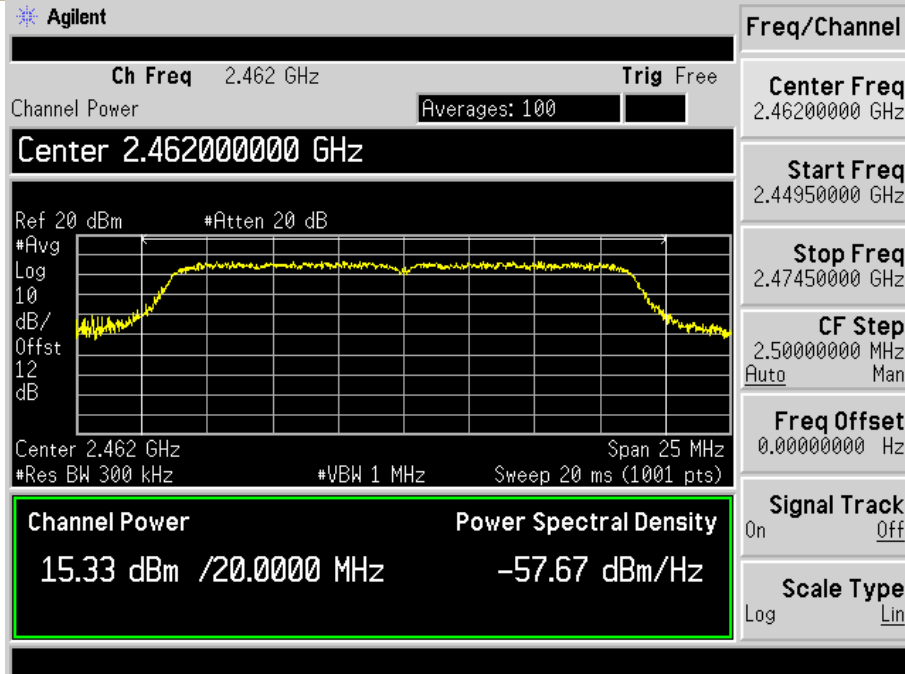 Agilent
Ch Freq 2.462 GHz Trig Free
Channel Power Averages: 100
Center 2.462000000 GHz
Ref 20 dBm #Atten 20 dB
#Avg
Log
10
dB/
Offst
12
dB
Center 2.462 GHz Span 25 MHz
#Res BW 300 kHz #VBW 1 MHz Sweep 20 ms (1001 pts)
Channel Power Power Spectral Density
15.33 dBm /20.0000 MHz -57.67 dBm/Hz
Freq/Channel
Center Freq
2.46200000 GHz
Start Freq
2.44950000 GHz
Stop Freq
2.47450000 GHz
CF Step
2.50000000 MHz
Auto Man
Freq Offset
0.00000000 Hz
Signal Track
On Off
Scale Type
Log Lin